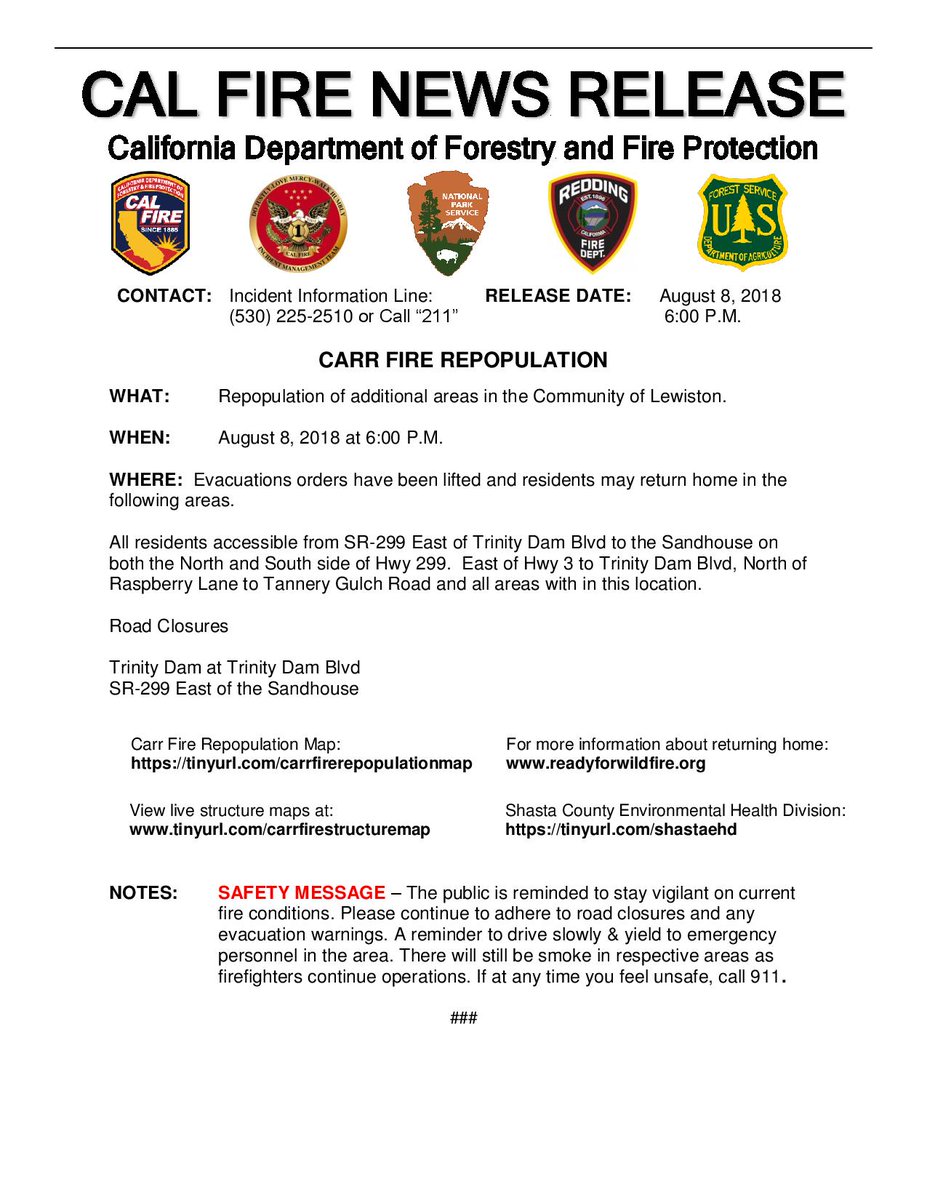 CAL FIRE NEWS RELEASE
California Department of Forestry and Fire Protection
CALIFORNIA DEPARTMENT OF
FORESTRY & FIRE PROTECTION
CAL
FIRE
SINCE 1885
DO JUSTLY-LOVE MERCY-WALK HUMBLY
1
CAL FIRE
INCIDENT MANAGEMENT TEAM
NATIONAL
PARK
SERVICE
REDDING
EST. 1886
CALIFORNIA
FIRE
DEPT.
FOREST SERVICE
U S
DEPARTMENT OF AGRICULTURE
CONTACT: Incident Information Line: RELEASE DATE: August 8, 2018
(530) 225-2510 or Call “211” 6:00 P.M.
CARR FIRE REPOPULATION
WHAT: Repopulation of additional areas in the Community of Lewiston.
WHEN: August 8, 2018 at 6:00 P.M.
WHERE: Evacuations orders have been lifted and residents may return home in the
following areas.
All residents accessible from SR-299 East of Trinity Dam Blvd to the Sandhouse on
both the North and South side of Hwy 299. East of Hwy 3 to Trinity Dam Blvd, North of
Raspberry Lane to Tannery Gulch Road and all areas with in this location.
Road Closures
Trinity Dam at Trinity Dam Blvd
SR-299 East of the Sandhouse
Carr Fire Repopulation Map: For more information about returning home:
https://tinyurl.com/carrfirerepopulationmap www.readyforwildfire.org
View live structure maps at: Shasta County Environmental Health Division:
www.tinyurl.com/carrfirestructuremap https://tinyurl.com/shastaehd
NOTES: SAFETY MESSAGE – The public is reminded to stay vigilant on current
fire conditions. Please continue to adhere to road closures and any
evacuation warnings. A reminder to drive slowly & yield to emergency
personnel in the area. There will still be smoke in respective areas as
firefighters continue operations. If at any time you feel unsafe, call 911.
###